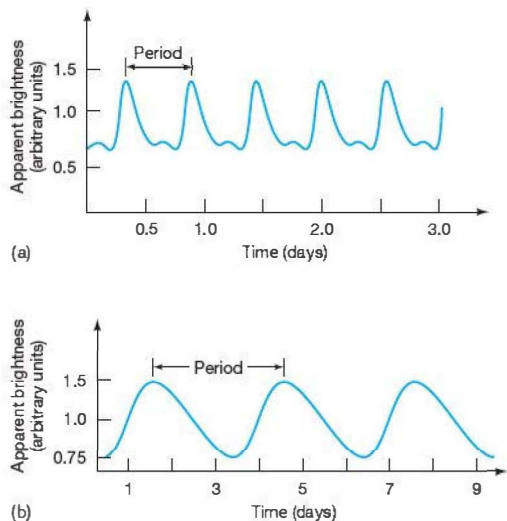 Period
1.5
1.0
0.5
Apparent brightness
(arbitrary units)
0.5 1.0 2.0 3.0
Time (days)
(a)
Period
1.5
1.0
0.75
Apparent brightness
(arbitrary units)
1 3 5 7 9
Time (days)
(b)